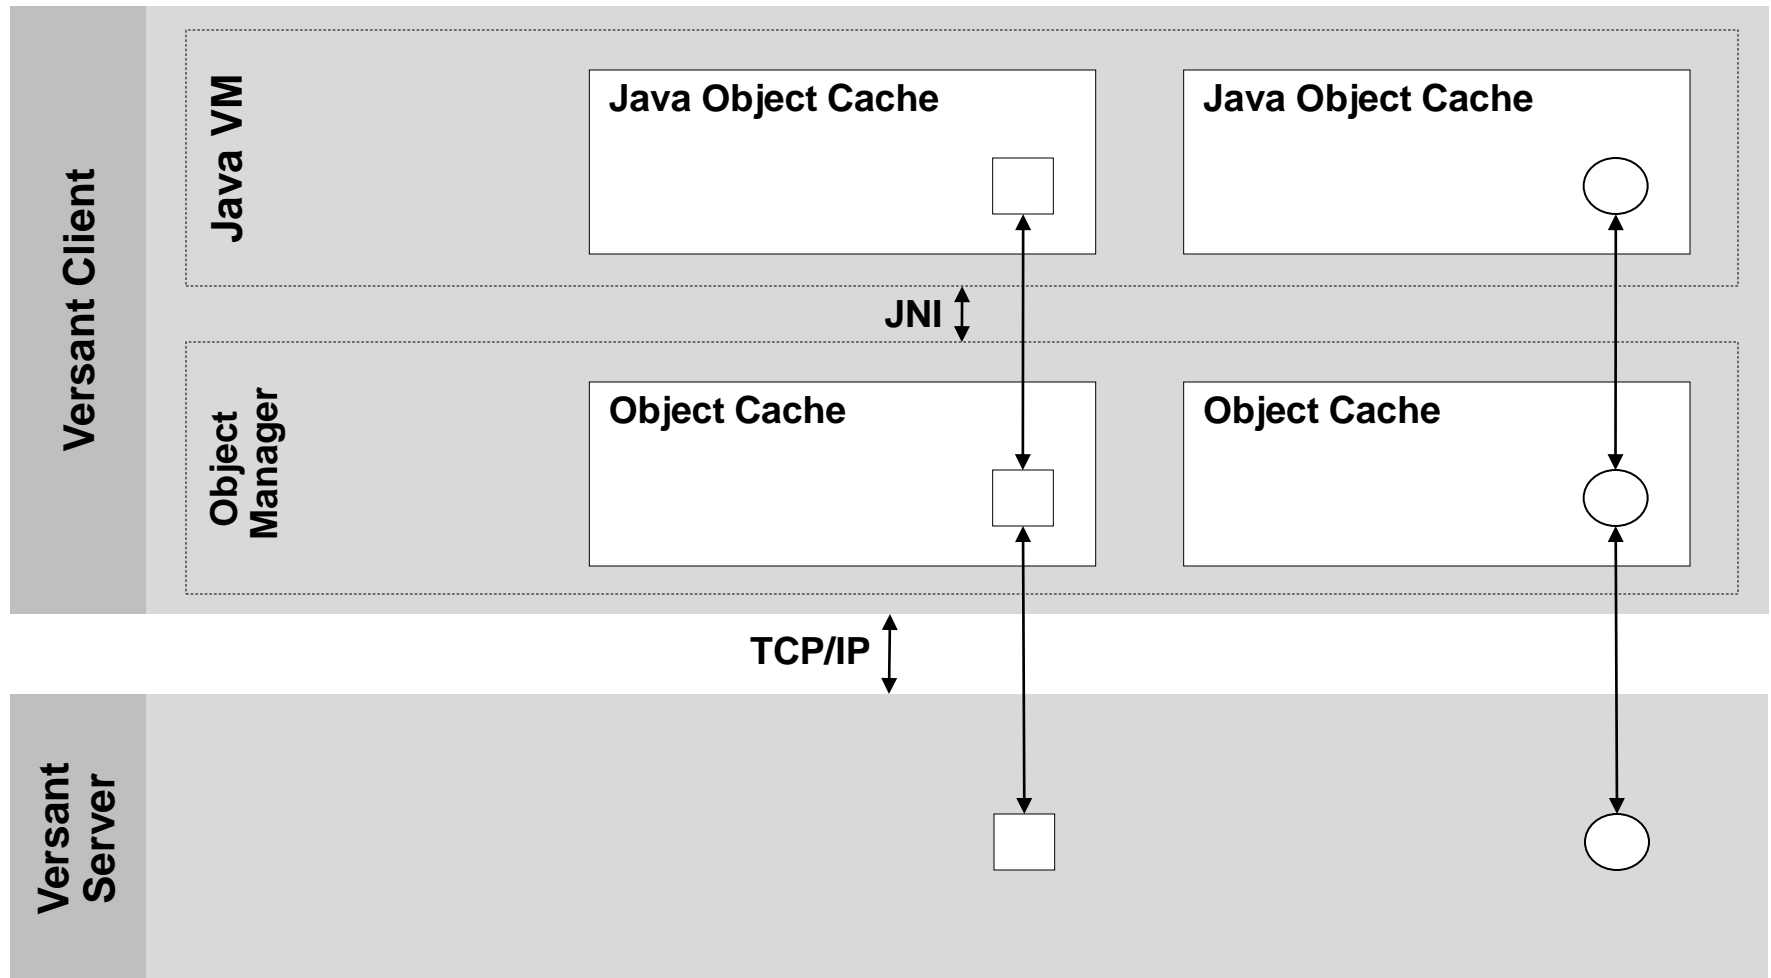 Versant Client
Java VM
Java Object Cache
Java Object Cache
JNI
Object
Manager
Object Cache
Object Cache
TCP/IP
Versant
Server